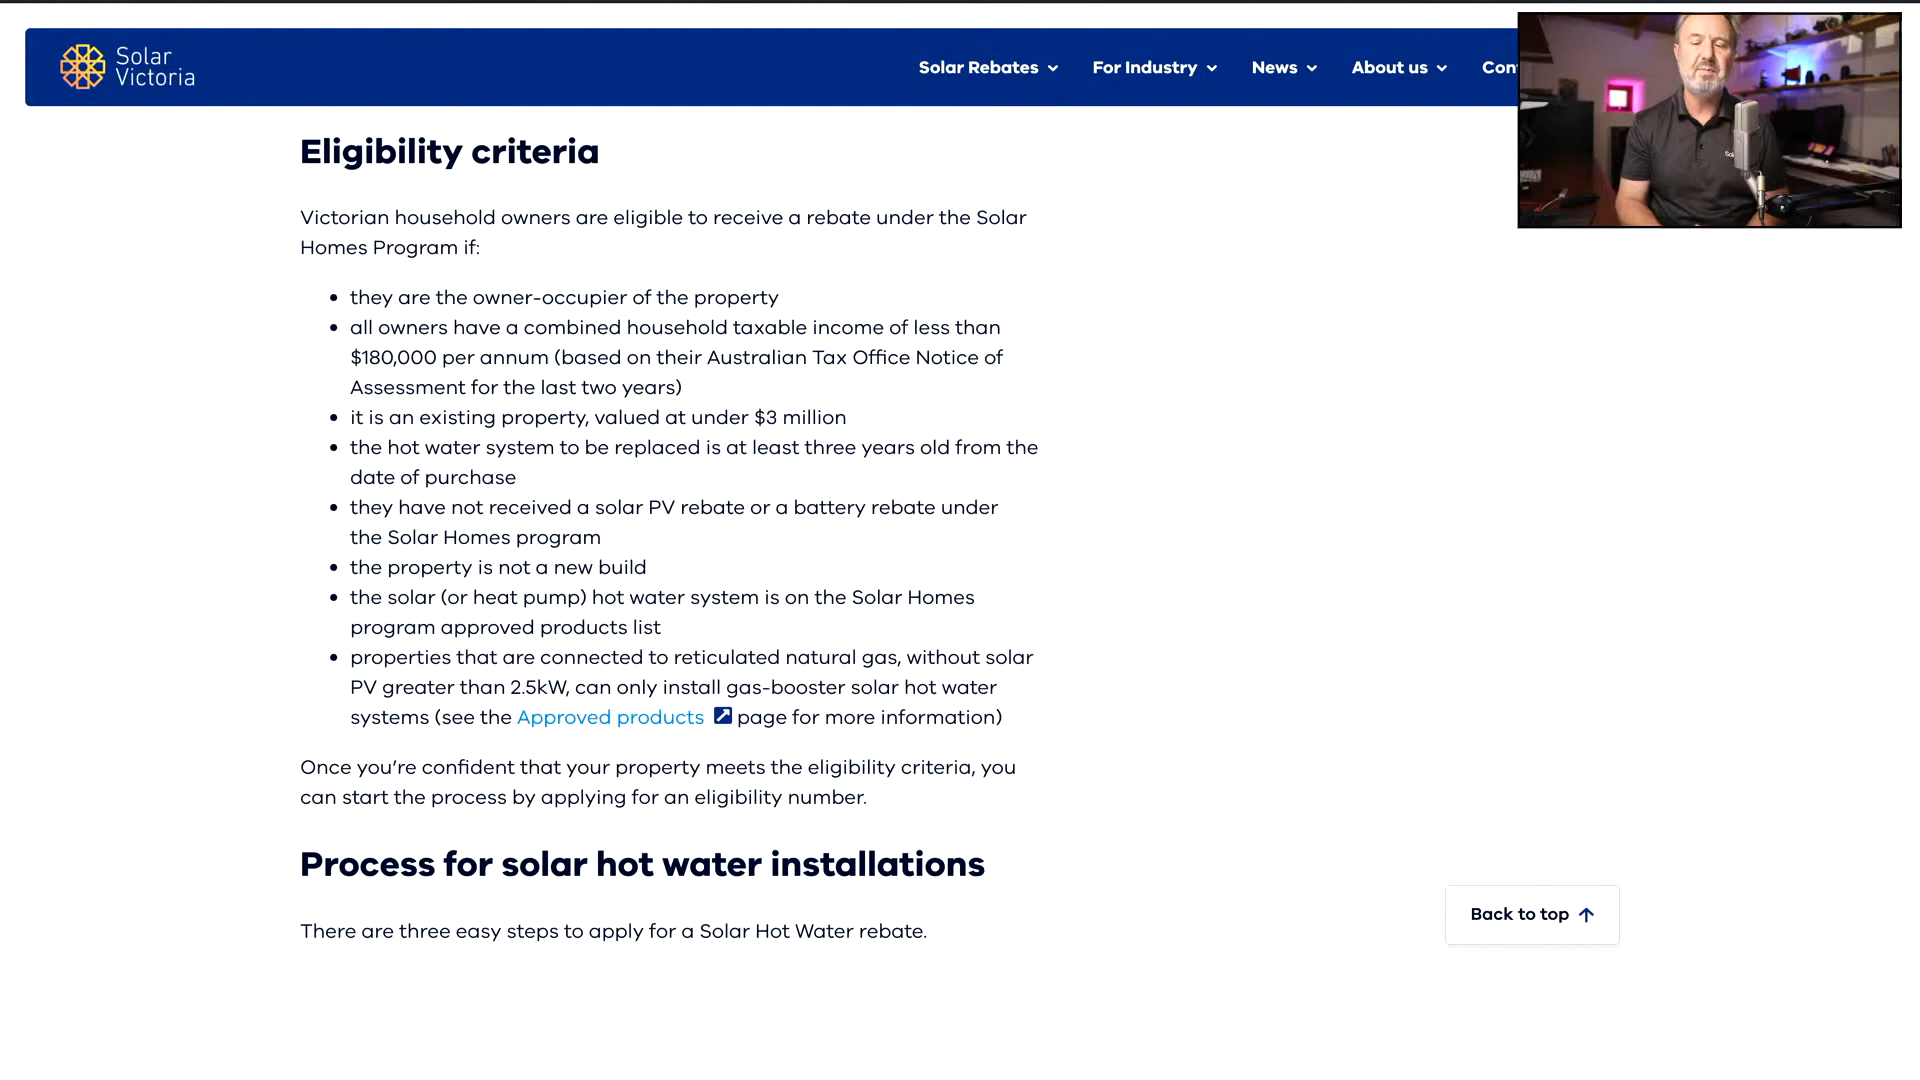 Solar
Victoria
Solar Rebates
For Industry
News
About us
Eligibility criteria
Victorian household owners are eligible to receive a rebate under the Solar
Homes Program if:
they are the owner-occupier of the property
all owners have a combined household taxable income of less than
$180,000 per annum (based on their Australian Tax Office Notice of
Assessment for the last two years)
it is an existing property, valued at under $3 million
the hot water system to be replaced is at least three years old from the
date of purchase
they have not received a solar PV rebate or a battery rebate under
the Solar Homes program
the property is not a new build
the solar (or heat pump) hot water system is on the Solar Homes
program approved products list
properties that are connected to reticulated natural gas, without solar
PV greater than 2.5kW, can only install gas-booster solar hot water
systems (see the Approved products page for more information)
Once you’re confident that your property meets the eligibility criteria, you
can start the process by applying for an eligibility number.
Process for solar hot water installations
There are three easy steps to apply for a Solar Hot Water rebate.
Back to top